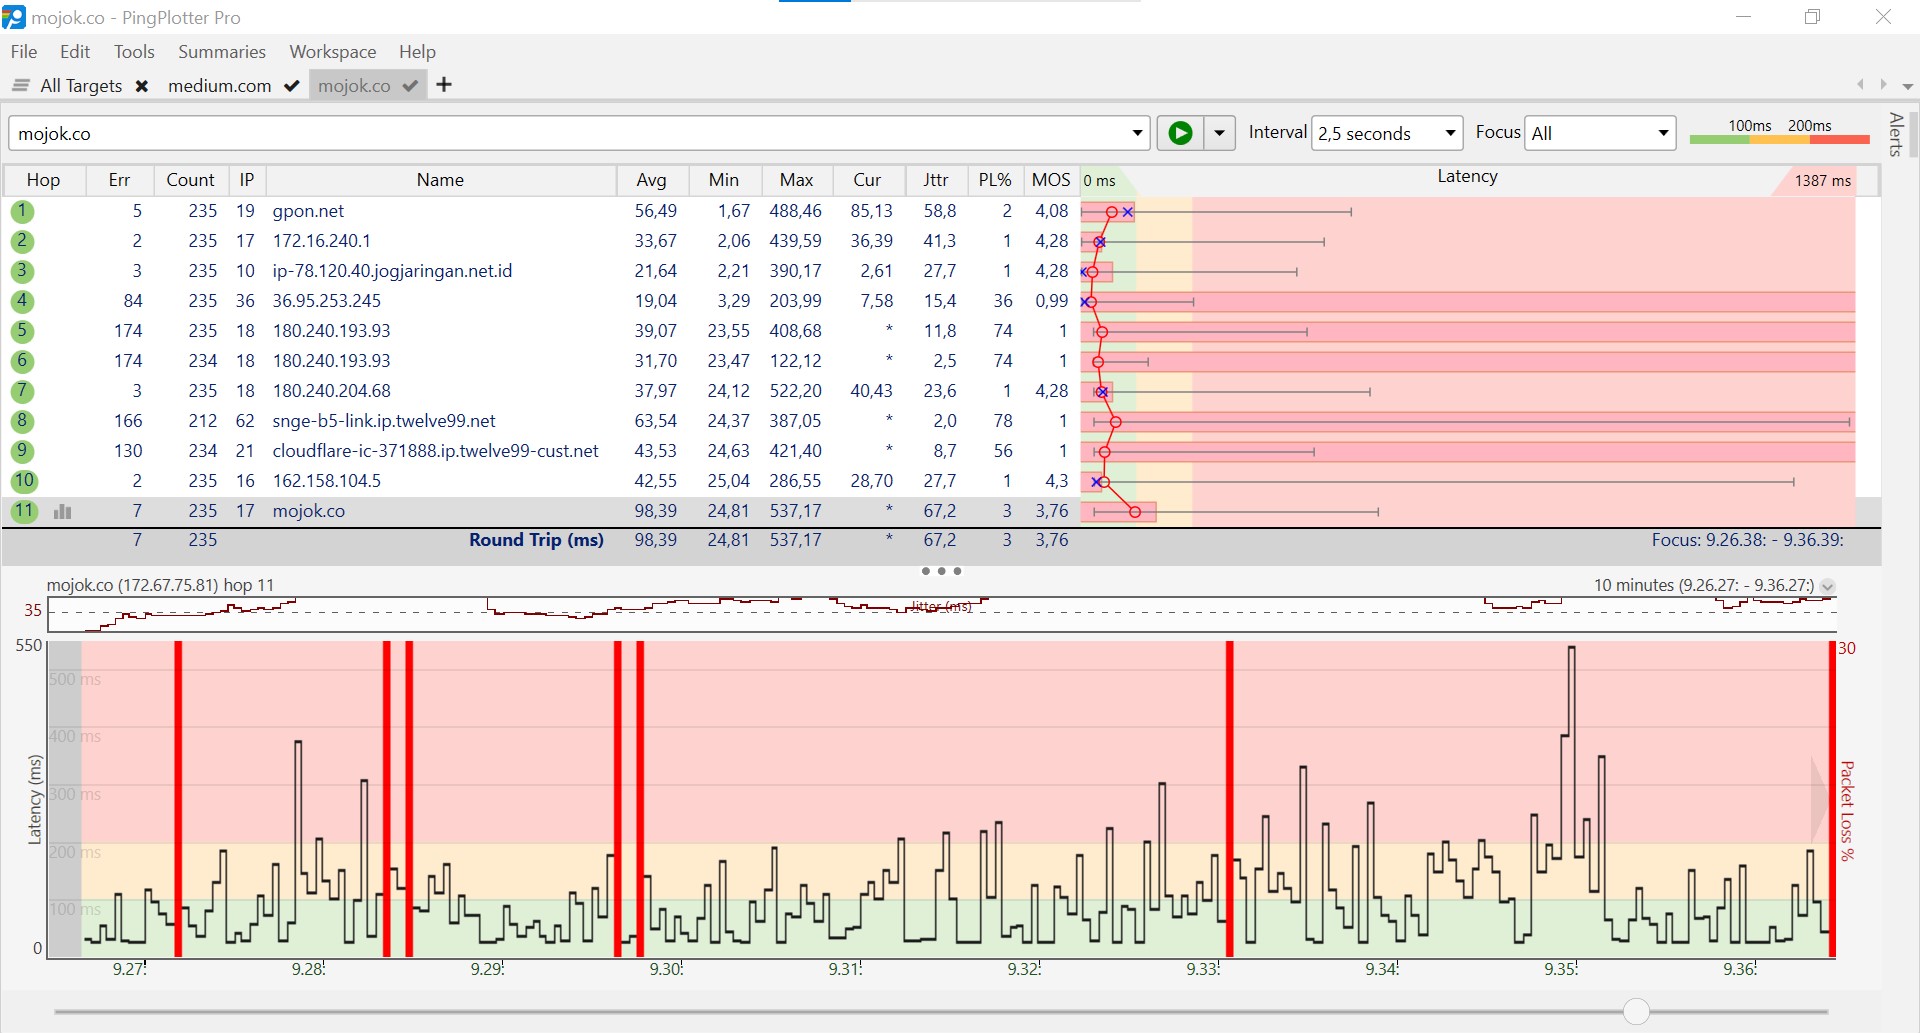 mojok.co - PingPlotter Pro
File Edit Tools Summaries Workspace Help
All Targets medium.com mojok.co
mojok.co Interval 2,5 seconds Focus All 100ms 200ms
Alerts
Hop Err Count IP Name Avg Min Max Cur Jttr PL% MOS 0 ms Latency 1387 ms
1 5 235 19 gpon.net 56,49 1,67 488,46 85,13 58,8 2 4,08
2 2 235 17 172.16.240.1 33,67 2,06 439,59 36,39 41,3 1 4,28
3 3 235 10 ip-78.120.40.jogjaringan.net.id 21,64 2,21 390,17 2,61 27,7 1 4,28
4 84 235 36 36.95.253.245 19,04 3,29 203,99 7,58 15,4 36 0,99
5 174 235 18 180.240.193.93 39,07 23,55 408,68 * 11,8 74 1
6 174 234 18 180.240.193.93 31,70 23,47 122,12 * 2,5 74 1
7 3 235 18 180.240.204.68 37,97 24,12 522,20 40,43 23,6 1 4,28
8 166 212 62 snge-b5-link.ip.twelve99.net 63,54 24,37 387,05 * 2,0 78 1
9 130 234 21 cloudflare-ic-371888.ip.twelve99-cust.net 43,53 24,63 421,40 * 8,7 56 1
10 2 235 16 162.158.104.5 42,55 25,04 286,55 28,70 27,7 1 4,3
11 7 235 17 mojok.co 98,39 24,81 537,17 * 67,2 3 3,76
7 235 Round Trip (ms) 98,39 24,81 537,17 * 67,2 3 3,76 Focus: 9.26.38: - 9.36.39:
mojok.co (172.67.75.81) hop 11 10 minutes (9.26.27: - 9.36.27:)
35 Jitter (ms)
550 30
500 ms
400 ms
300 ms
200 ms
100 ms
0
Latency (ms)
Packet Loss %
9.27: 9.28: 9.29: 9.30: 9.31: 9.32: 9.33: 9.34: 9.35: 9.36: